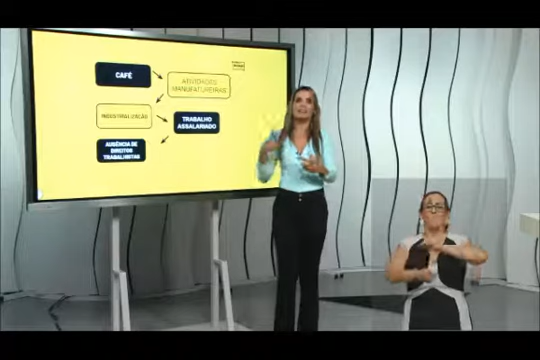 CAFÉ
ATIVIDADES
MANUFATUREIRAS
INDUSTRIALIZAÇÃO
TRABALHO
ASSALARIADO
AUSÊNCIA DE
DIREITOS
TRABALHISTAS